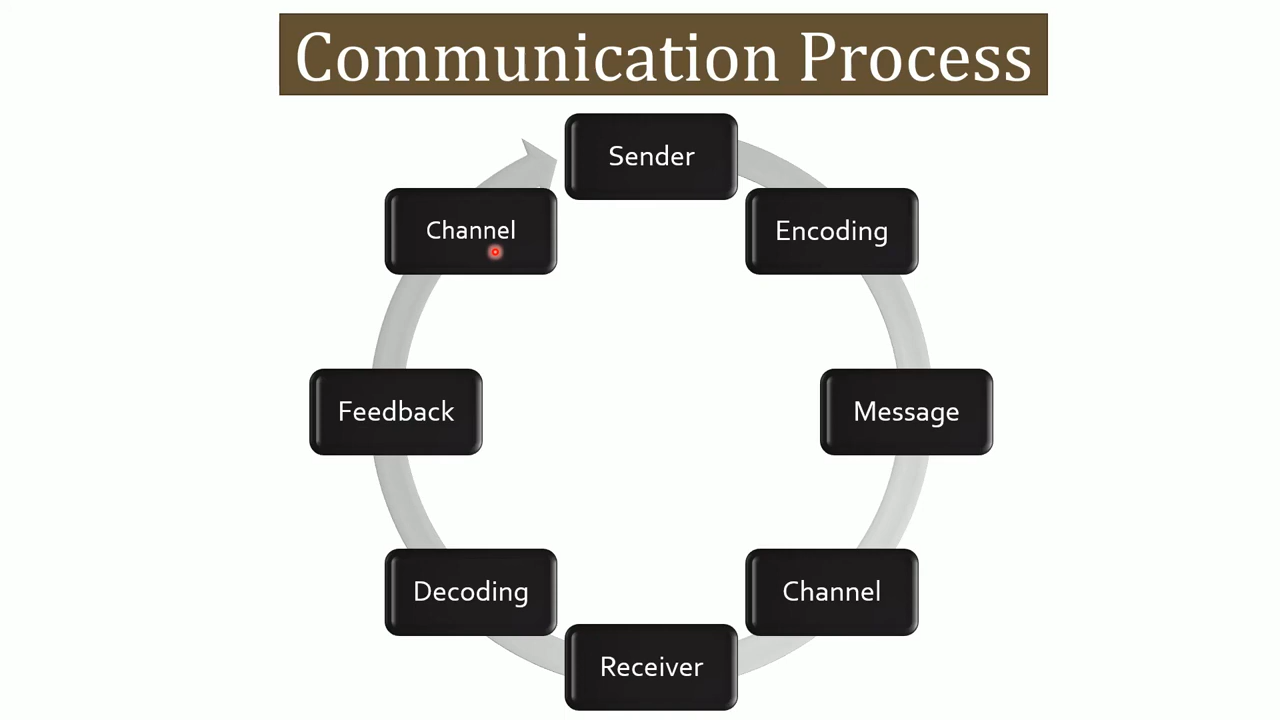 Communication Process
Sender
Encoding
Message
Channel
Receiver
Decoding
Feedback
Channel